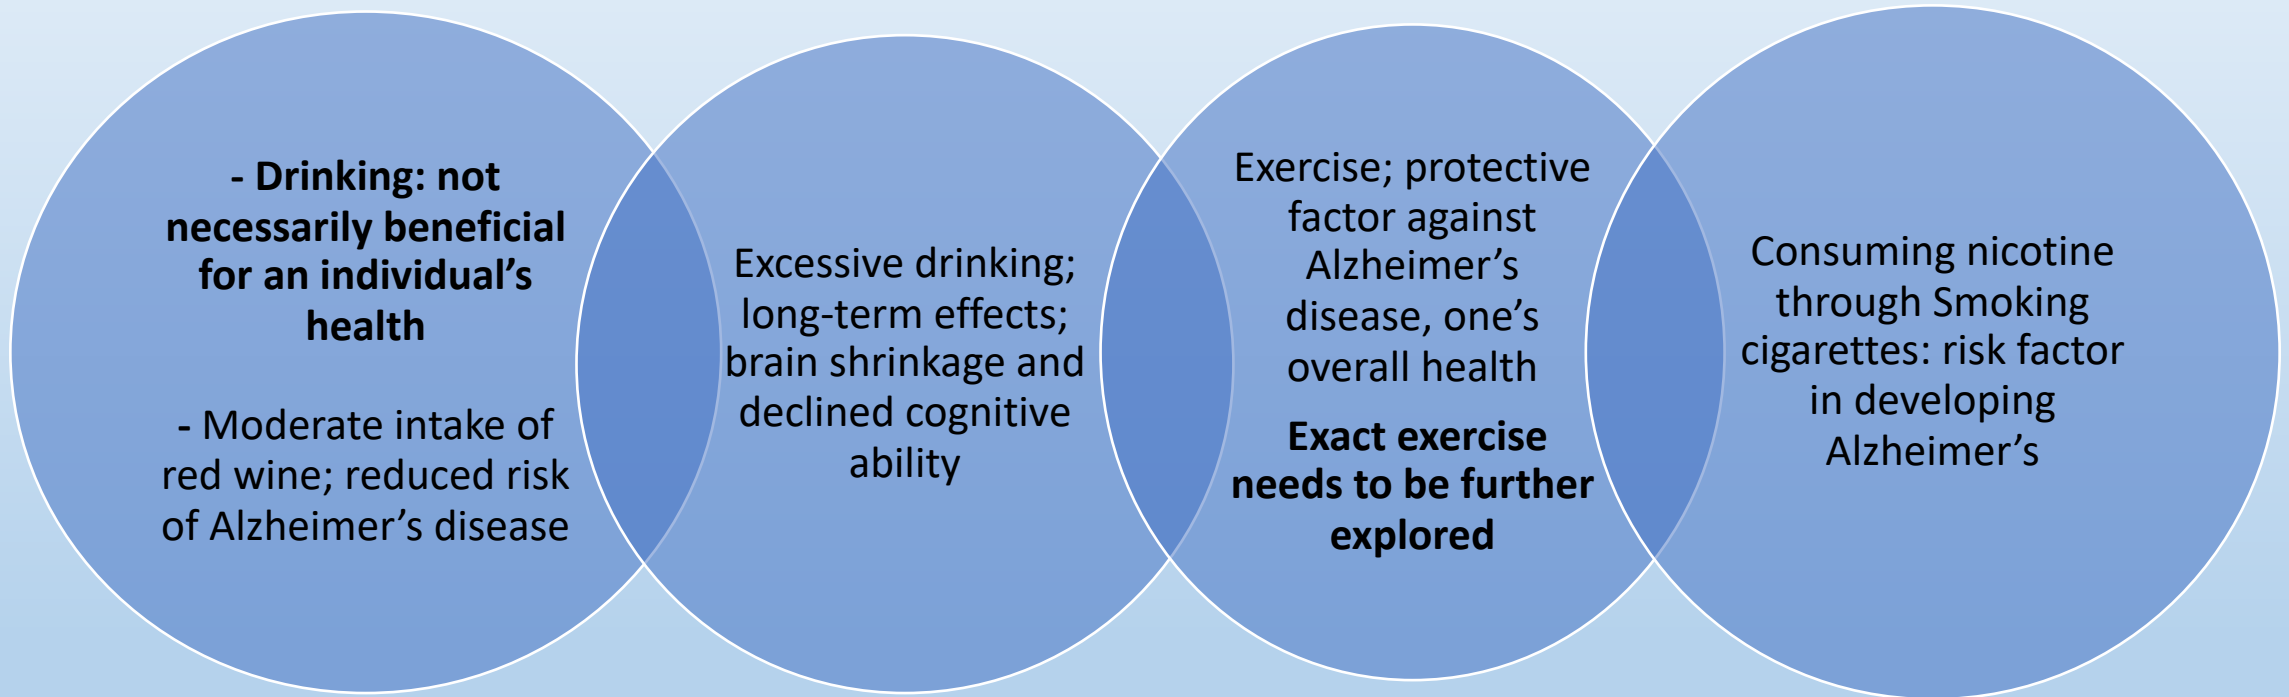 - Drinking: not
necessarily beneficial
for an individual’s
health
- Moderate intake of
red wine; reduced risk
of Alzheimer’s disease
Excessive drinking;
long-term effects;
brain shrinkage and
declined cognitive
ability
Exercise; protective
factor against
Alzheimer’s
disease, one’s
overall health
Exact exercise
needs to be further
explored
Consuming nicotine
through Smoking
cigarettes: risk factor
in developing
Alzheimer’s